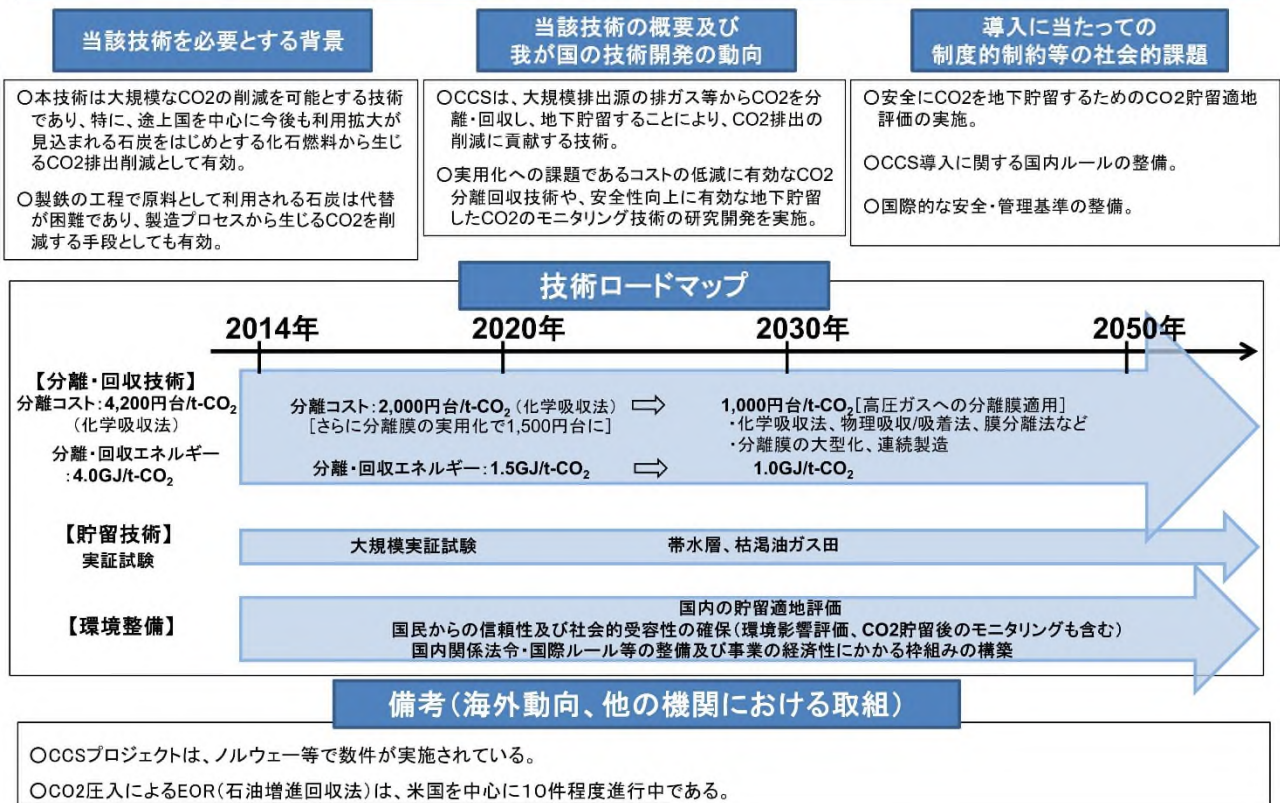 当該技術を必要とする背景
○本技術は大規模なCO2の削減を可能とする技術
であり、特に、途上国を中心に今後も利用拡大が
見込まれる石炭をはじめとする化石燃料から生じ
るCO2排出削減として有効。
○製鉄の工程で原料として利用される石炭は代替
が困難であり、製造プロセスから生じるCO2を削
減する手段としても有効。
当該技術の概要及び
我が国の技術開発の動向
○CCSは、大規模排出源の排ガス等からCO2を分
離・回収し、地下貯留することにより、CO2排出の
削減に貢献する技術。
○実用化への課題であるコストの低減に有効なCO2
分離回収技術や、安全性向上に有効な地下貯留
したCO2のモニタリング技術の研究開発を実施。
導入に当たっての
制度的制約等の社会的課題
○安全にCO2を地下貯留するためのCO2貯留適地
評価の実施。
○CCS導入に関する国内ルールの整備。
○国際的な安全・管理基準の整備。
技術ロードマップ
2014年 2020年 2030年 2050年
【分離・回収技術】
分離コスト:4,200円台/t-CO₂
(化学吸収法)
分離・回収エネルギー
:4.0GJ/t-CO₂
分離コスト:2,000円台/t-CO₂(化学吸収法) ⇨ 1,000円台/t-CO₂[高圧ガスへの分離膜適用]
[さらに分離膜の実用化で1,500円台に]
・化学吸収法、物理吸収/吸着法、膜分離法など
・分離膜の大型化、連続製造
分離・回収エネルギー:1.5GJ/t-CO₂ ⇨ 1.0GJ/t-CO₂
【貯留技術】
実証試験
大規模実証試験 帯水層、枯渇油ガス田
【環境整備】
国内の貯留適地評価
国民からの信頼性及び社会的受容性の確保(環境影響評価、CO2貯留後のモニタリングも含む)
国内関係法令・国際ルール等の整備及び事業の経済性にかかる枠組みの構築
備考(海外動向、他の機関における取組)
○CCSプロジェクトは、ノルウェー等で数件が実施されている。
○CO2圧入によるEOR(石油増進回収法)は、米国を中心に10件程度進行中である。